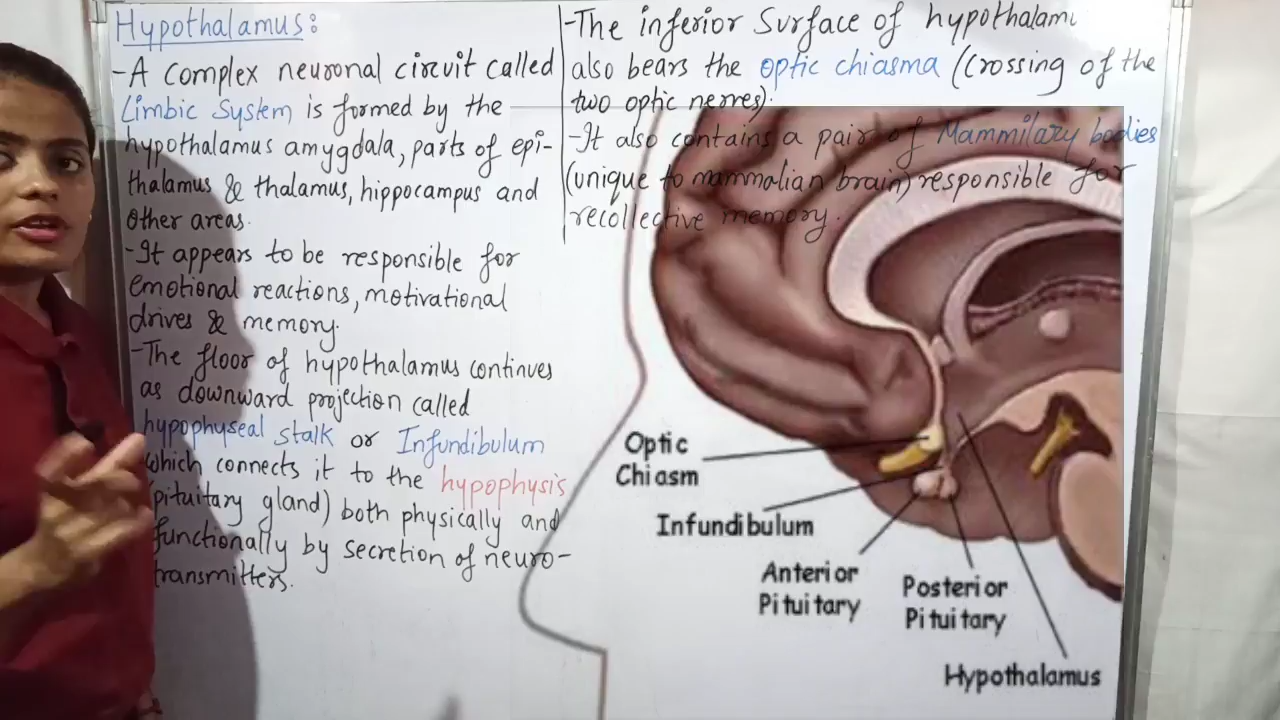 Hypothalamus:
-A complex neuronal circuit called
Limbic System is formed by the
hypothalamus amygdala, parts of epi-
thalamus & thalamus, hippocampus and
other areas.
-It appears to be responsible for
emotional reactions, motivational
drives & memory.
-The floor of hypothalamus continues
as downward projection called
hypophyseal stalk or Infundibulum
which connects it to the hypophysis
(pituitary gland) both physically and
functionally by secretion of neuro-
transmitters.
-The inferior Surface of hypothalamu
also bears the optic chiasma (Crossing of the
two optic nerves).
-It also contains a pair of Mammilary bodies
(unique to mammalian brain) responsible for
recollective memory.
Optic
Chiasm
Infundibulum
Anterior
Pituitary
Posterior
Pituitary
Hypothalamus